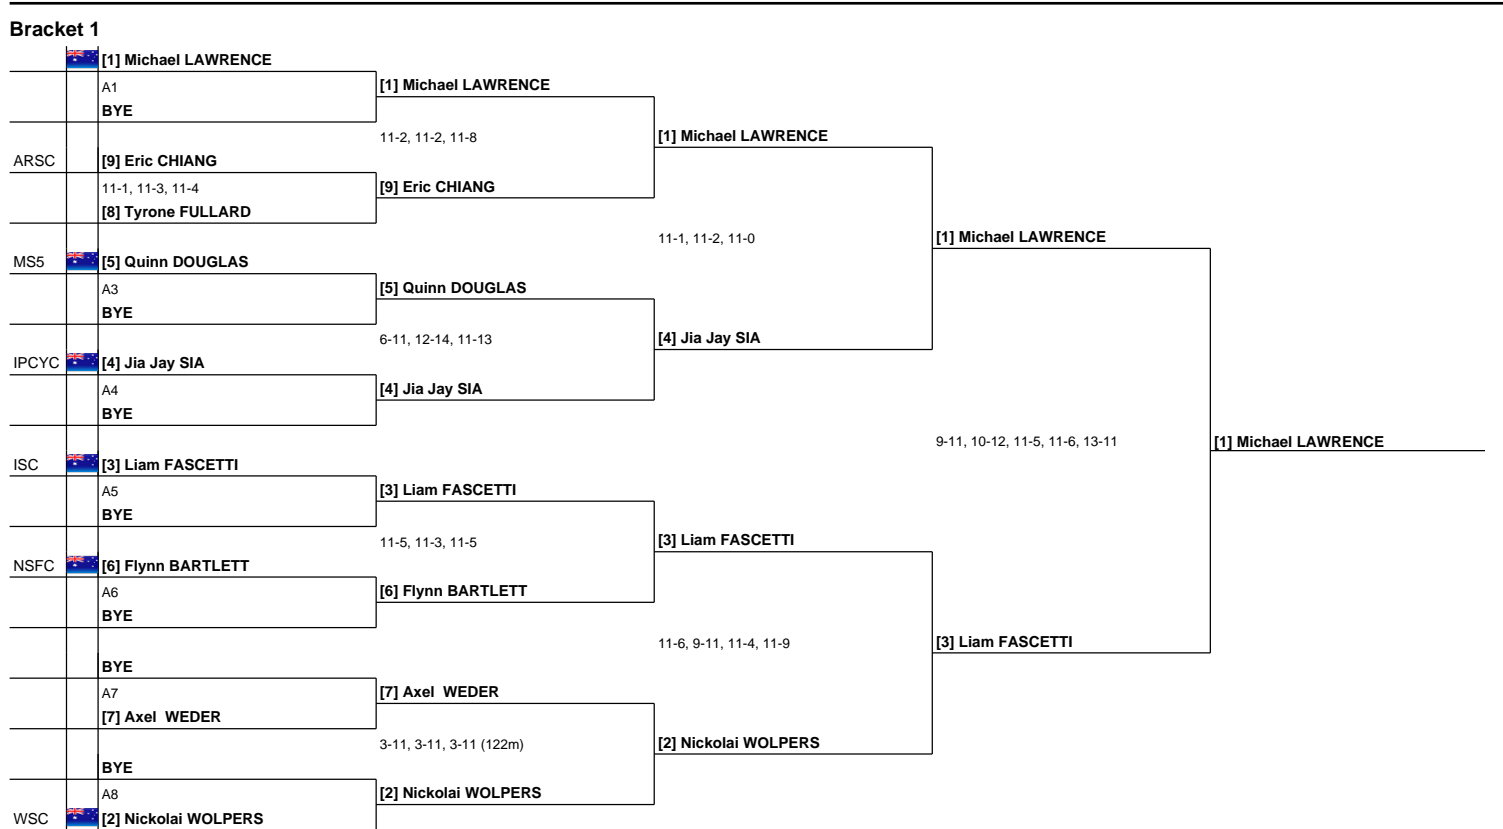 Bracket 1
[1] Michael LAWRENCE
A1
[1] Michael LAWRENCE
BYE
11-2, 11-2, 11-8
[1] Michael LAWRENCE
ARSC [9] Eric CHIANG
11-1, 11-3, 11-4
[9] Eric CHIANG
[8] Tyrone FULLARD
11-1, 11-2, 11-0
[1] Michael LAWRENCE
MS5 [5] Quinn DOUGLAS
A3
[5] Quinn DOUGLAS
BYE
6-11, 12-14, 11-13
[4] Jia Jay SIA
IPCYC [4] Jia Jay SIA
A4
[4] Jia Jay SIA
BYE
9-11, 10-12, 11-5, 11-6, 13-11
[1] Michael LAWRENCE
ISC [3] Liam FASCETTI
A5
[3] Liam FASCETTI
BYE
11-5, 11-3, 11-5
[3] Liam FASCETTI
NSFC [6] Flynn BARTLETT
A6
[6] Flynn BARTLETT
BYE
11-6, 9-11, 11-4, 11-9
[3] Liam FASCETTI
BYE
A7
[7] Axel  WEDER
[7] Axel  WEDER
3-11, 3-11, 3-11 (122m)
[2] Nickolai WOLPERS
BYE
A8
[2] Nickolai WOLPERS
WSC [2] Nickolai WOLPERS